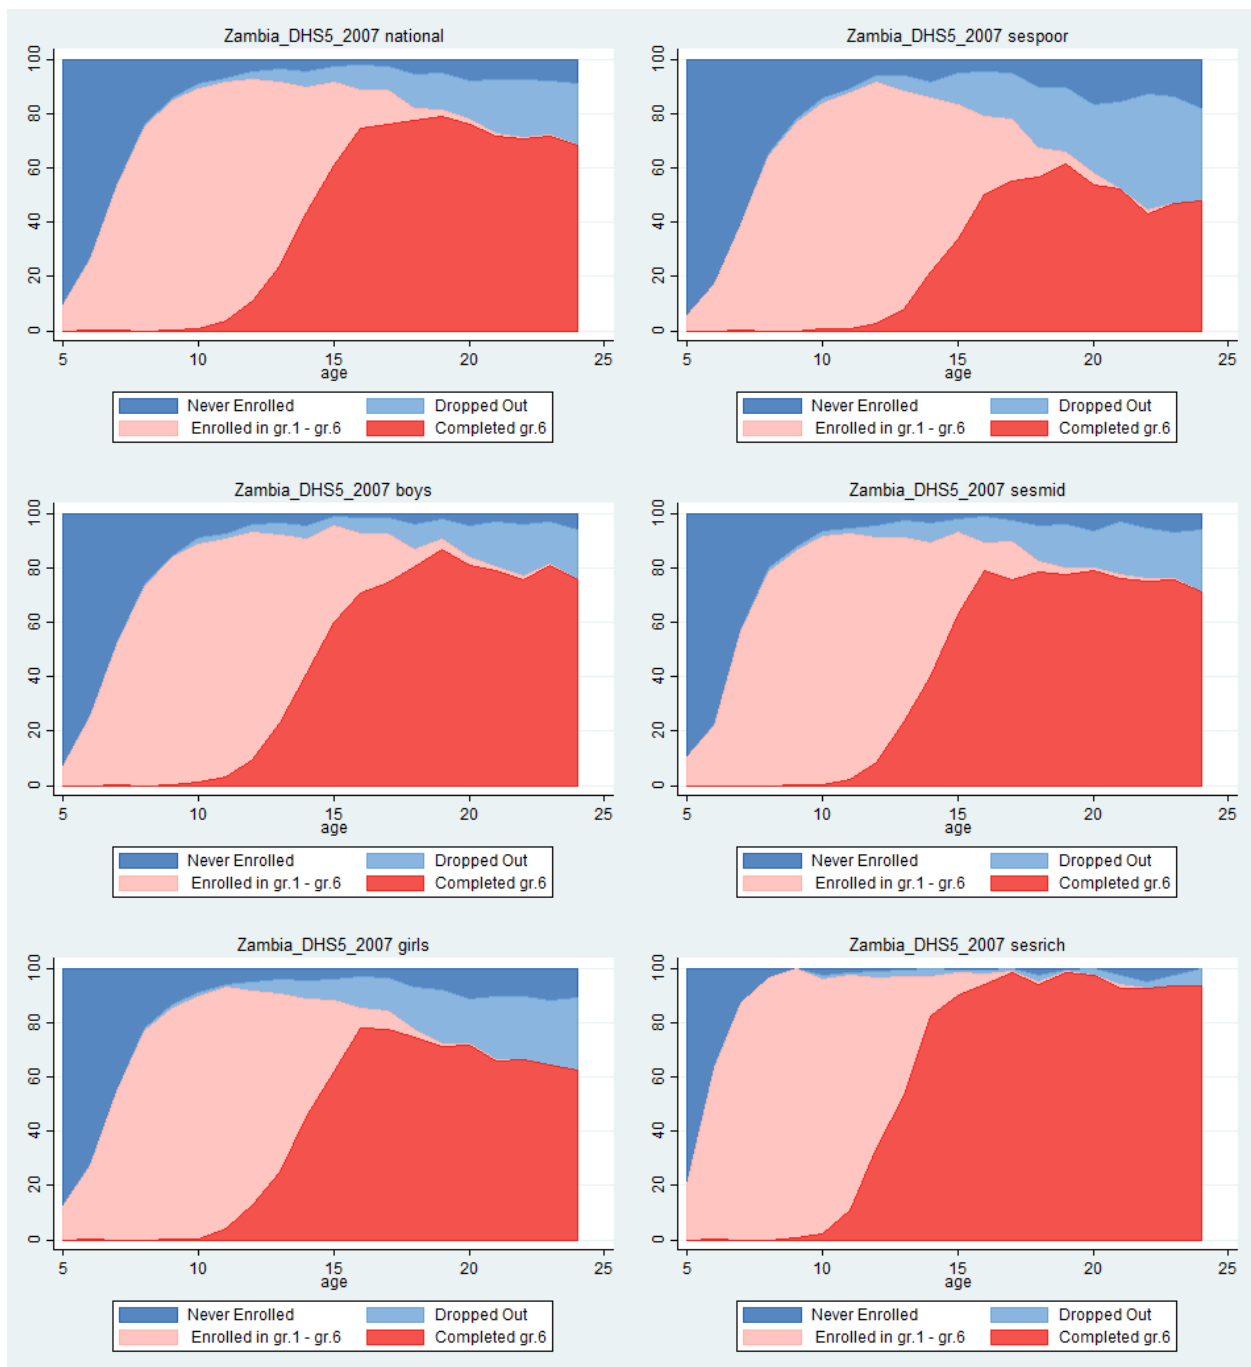 Zambia_DHS5_2007 national
100
80
60
40
20
0
5 10 15 20 25
age
Never Enrolled Dropped Out
Enrolled in gr.1 - gr.6 Completed gr.6
Zambia_DHS5_2007 sespoor
100
80
60
40
20
0
5 10 15 20 25
age
Never Enrolled Dropped Out
Enrolled in gr.1 - gr.6 Completed gr.6
Zambia_DHS5_2007 boys
100
80
60
40
20
0
5 10 15 20 25
age
Never Enrolled Dropped Out
Enrolled in gr.1 - gr.6 Completed gr.6
Zambia_DHS5_2007 sesmid
100
80
60
40
20
0
5 10 15 20 25
age
Never Enrolled Dropped Out
Enrolled in gr.1 - gr.6 Completed gr.6
Zambia_DHS5_2007 girls
100
80
60
40
20
0
5 10 15 20 25
age
Never Enrolled Dropped Out
Enrolled in gr.1 - gr.6 Completed gr.6
Zambia_DHS5_2007 sesrich
100
80
60
40
20
0
5 10 15 20 25
age
Never Enrolled Dropped Out
Enrolled in gr.1 - gr.6 Completed gr.6